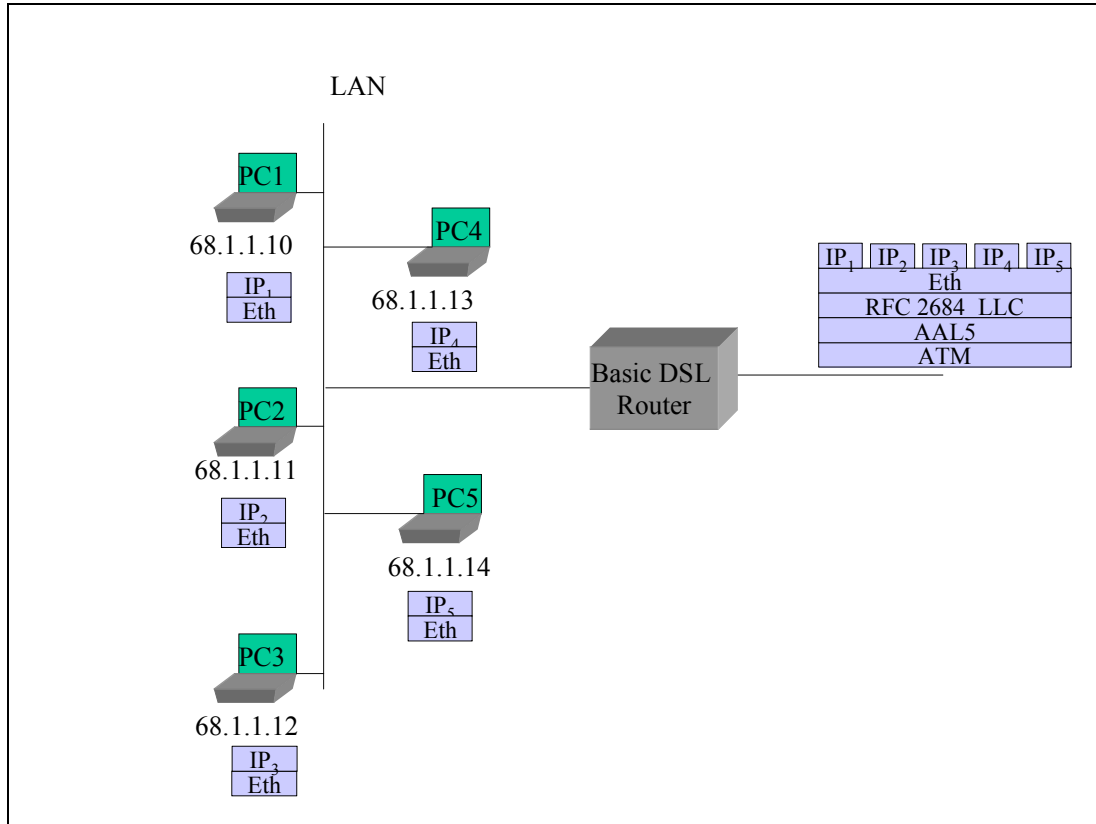 LAN
PC1
68.1.1.10
IP1
Eth
PC4
68.1.1.13
IP4
Eth
PC2
68.1.1.11
IP2
Eth
PC5
68.1.1.14
IP5
Eth
PC3
68.1.1.12
IP3
Eth
Basic DSL
Router
IP1 IP2 IP3 IP4 IP5
Eth
RFC 2684 LLC
AAL5
ATM